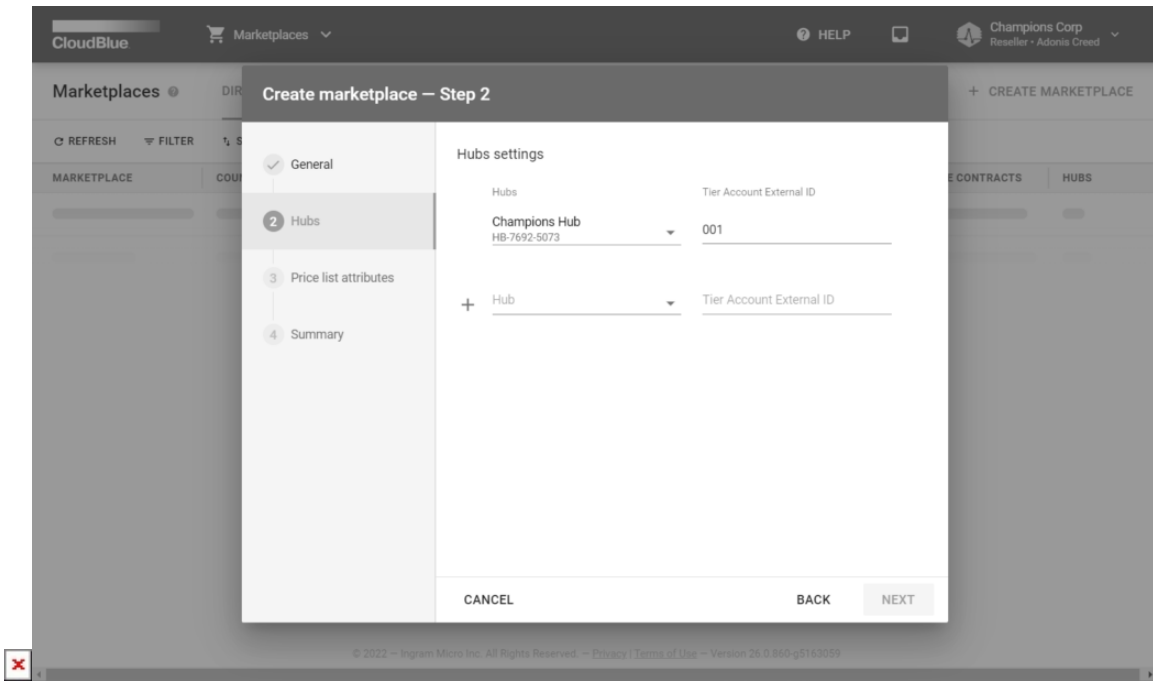 CloudBlue
Marketplaces
HELP
Champions Corp
Reseller • Adonis Creed
Marketplaces
DIR
+ CREATE MARKETPLACE
REFRESH
FILTER
S
MARKETPLACE
COU
E CONTRACTS
HUBS
Create marketplace — Step 2
General
2 Hubs
3 Price list attributes
4 Summary
Hubs settings
Hubs
Tier Account External ID
Champions Hub
HB-7692-5073
001
+ Hub
Tier Account External ID
CANCEL
BACK
NEXT
© 2022 — Ingram Micro Inc. All Rights Reserved. — Privacy | Terms of Use — Version 26.0.860-g5163059